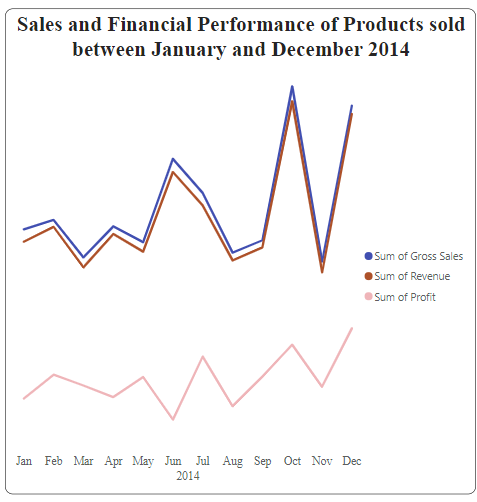 Sales and Financial Performance of Products sold
between January and December 2014
Sum of Gross Sales
Sum of Revenue
Sum of Profit
Jan Feb Mar Apr May Jun Jul Aug Sep Oct Nov Dec
2014